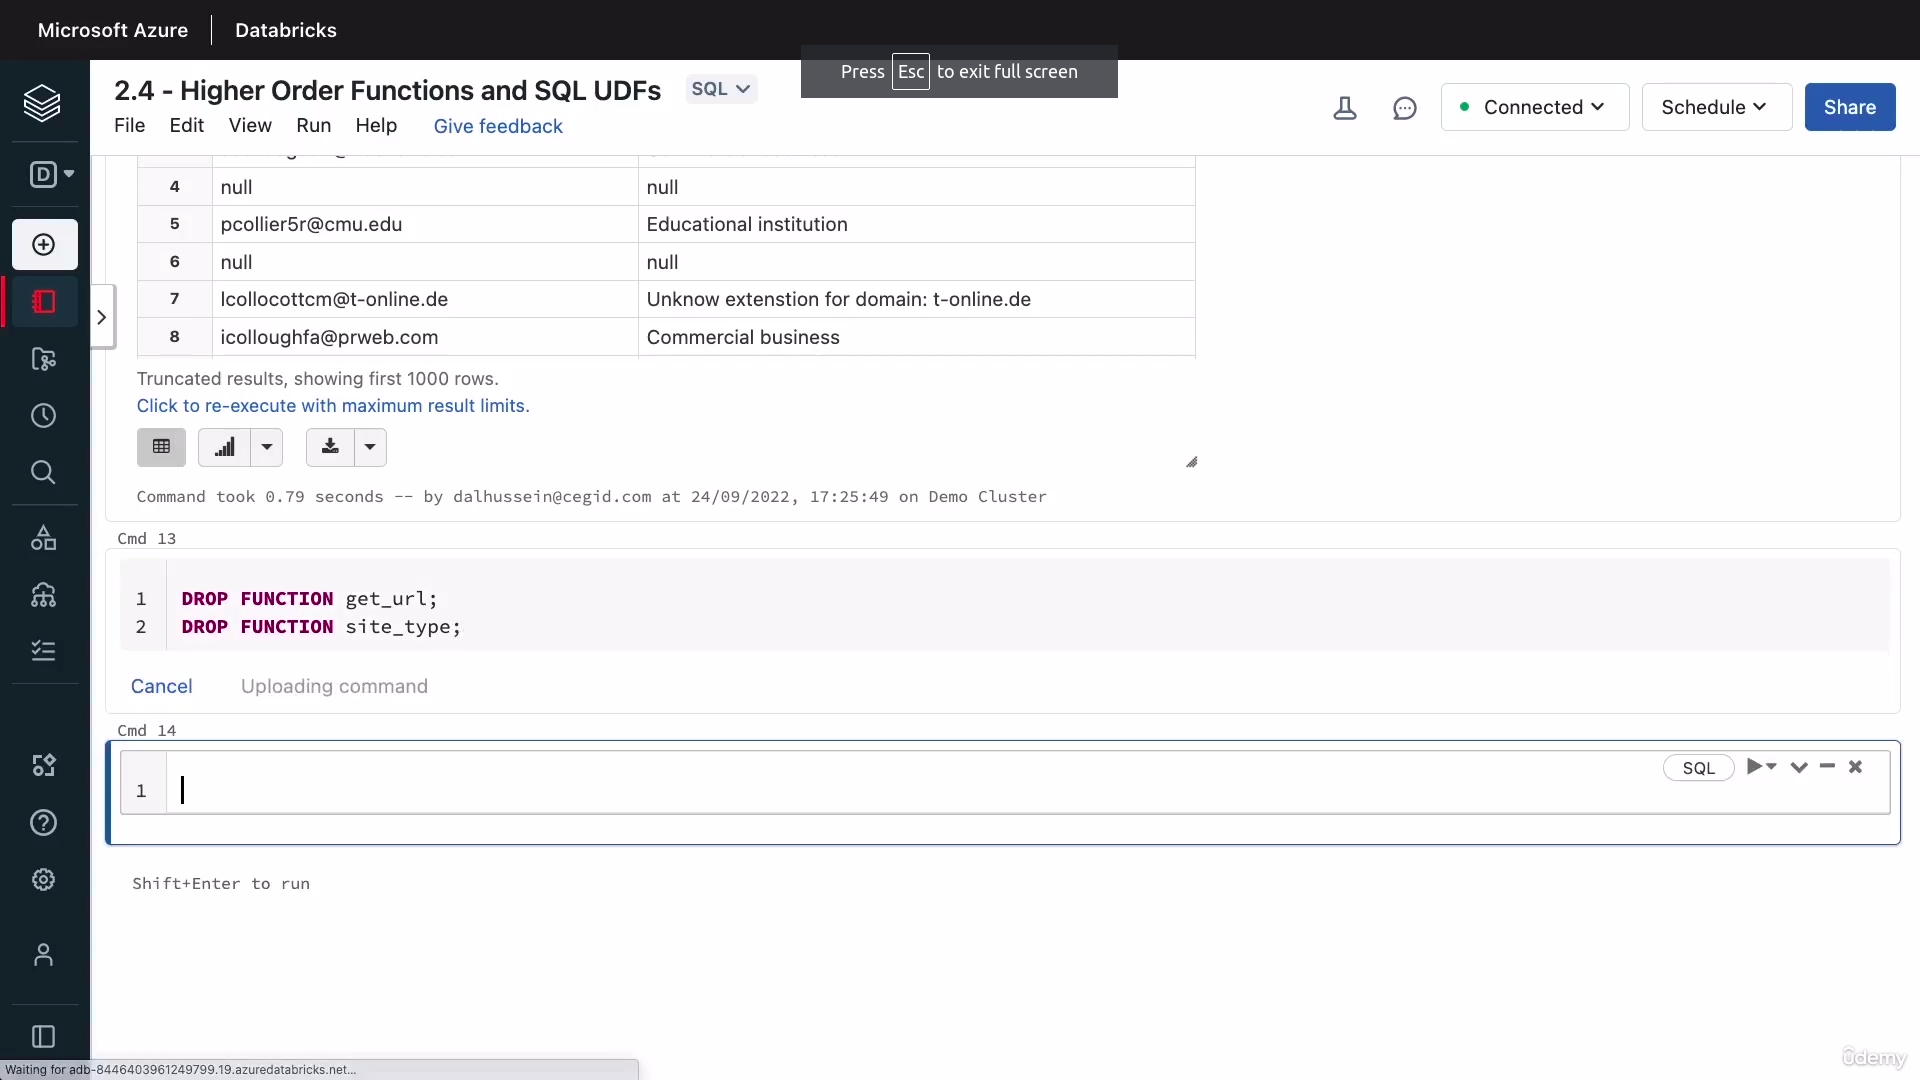 Microsoft Azure
Databricks
Press Esc to exit full screen
2.4 - Higher Order Functions and SQL UDFs
SQL
File Edit View Run Help Give feedback
Connected
Schedule
Share
D
4 null null
5 pcollier5r@cmu.edu Educational institution
6 null null
7 lcollocottcm@t-online.de Unknow extenstion for domain: t-online.de
8 icolloughfa@prweb.com Commercial business
Truncated results, showing first 1000 rows.
Click to re-execute with maximum result limits.
Command took 0.79 seconds -- by dalhussein@cegid.com at 24/09/2022, 17:25:49 on Demo Cluster
Cmd 13
1 DROP FUNCTION get_url;
2 DROP FUNCTION site_type;
Cancel Uploading command
Cmd 14
SQL
1
Shift+Enter to run
Waiting for adb-8446403961249799.19.azuredatabricks.net...
ûdemy